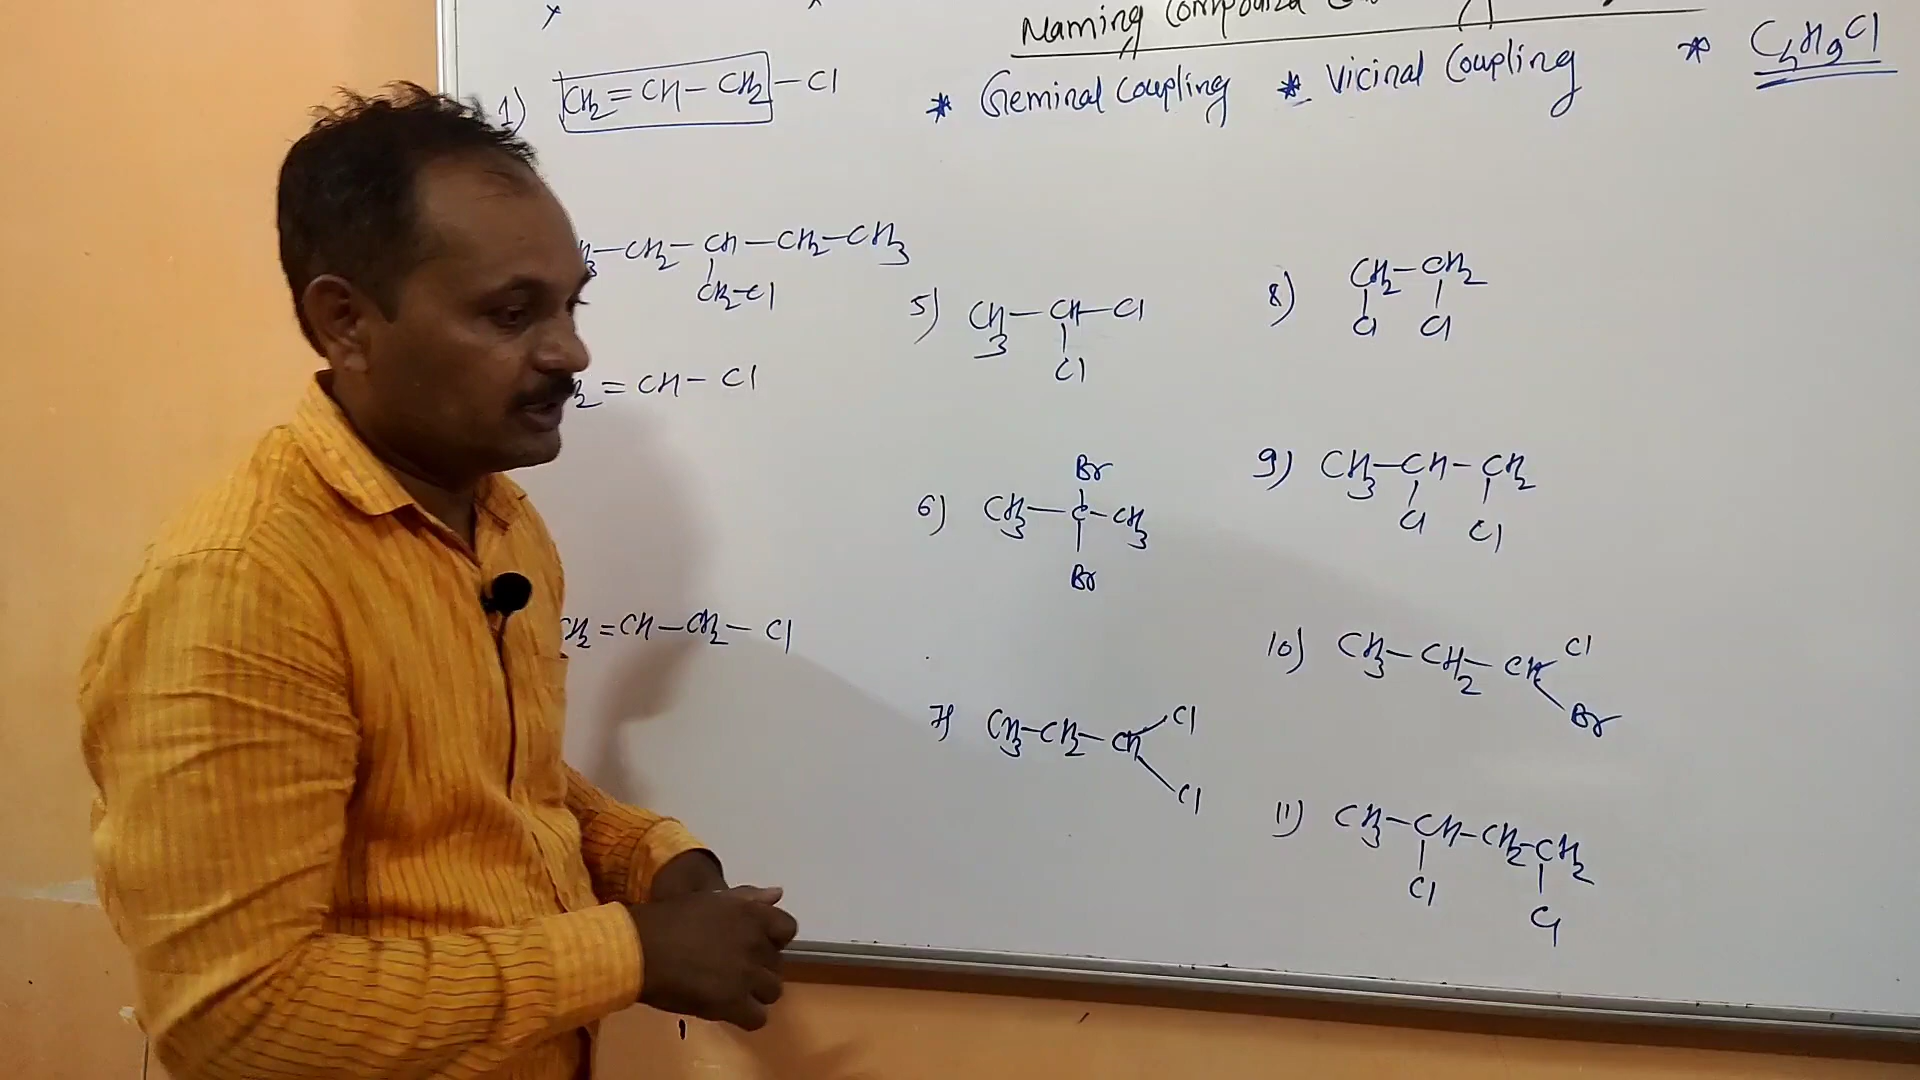 Naming
* Geminal Coupling * Vicinal Coupling * C4H9Cl
1) CH2=CH-CH2-Cl
3-CH2-CH-CH2-CH3
CH2-Cl
2=CH-Cl
CH2=CH-CH2-Cl
5) CH3-CH-Cl
Cl
Br
6) CH3-C-CH3
Br
7) CH3-CH2-CH
Cl
Cl
8) CH2-CH2
Cl Cl
9) CH3-CH-CH2
Cl Cl
10) CH3-CH2-CH
Cl
Br
11) CH3-CH-CH2-CH2
Cl Cl